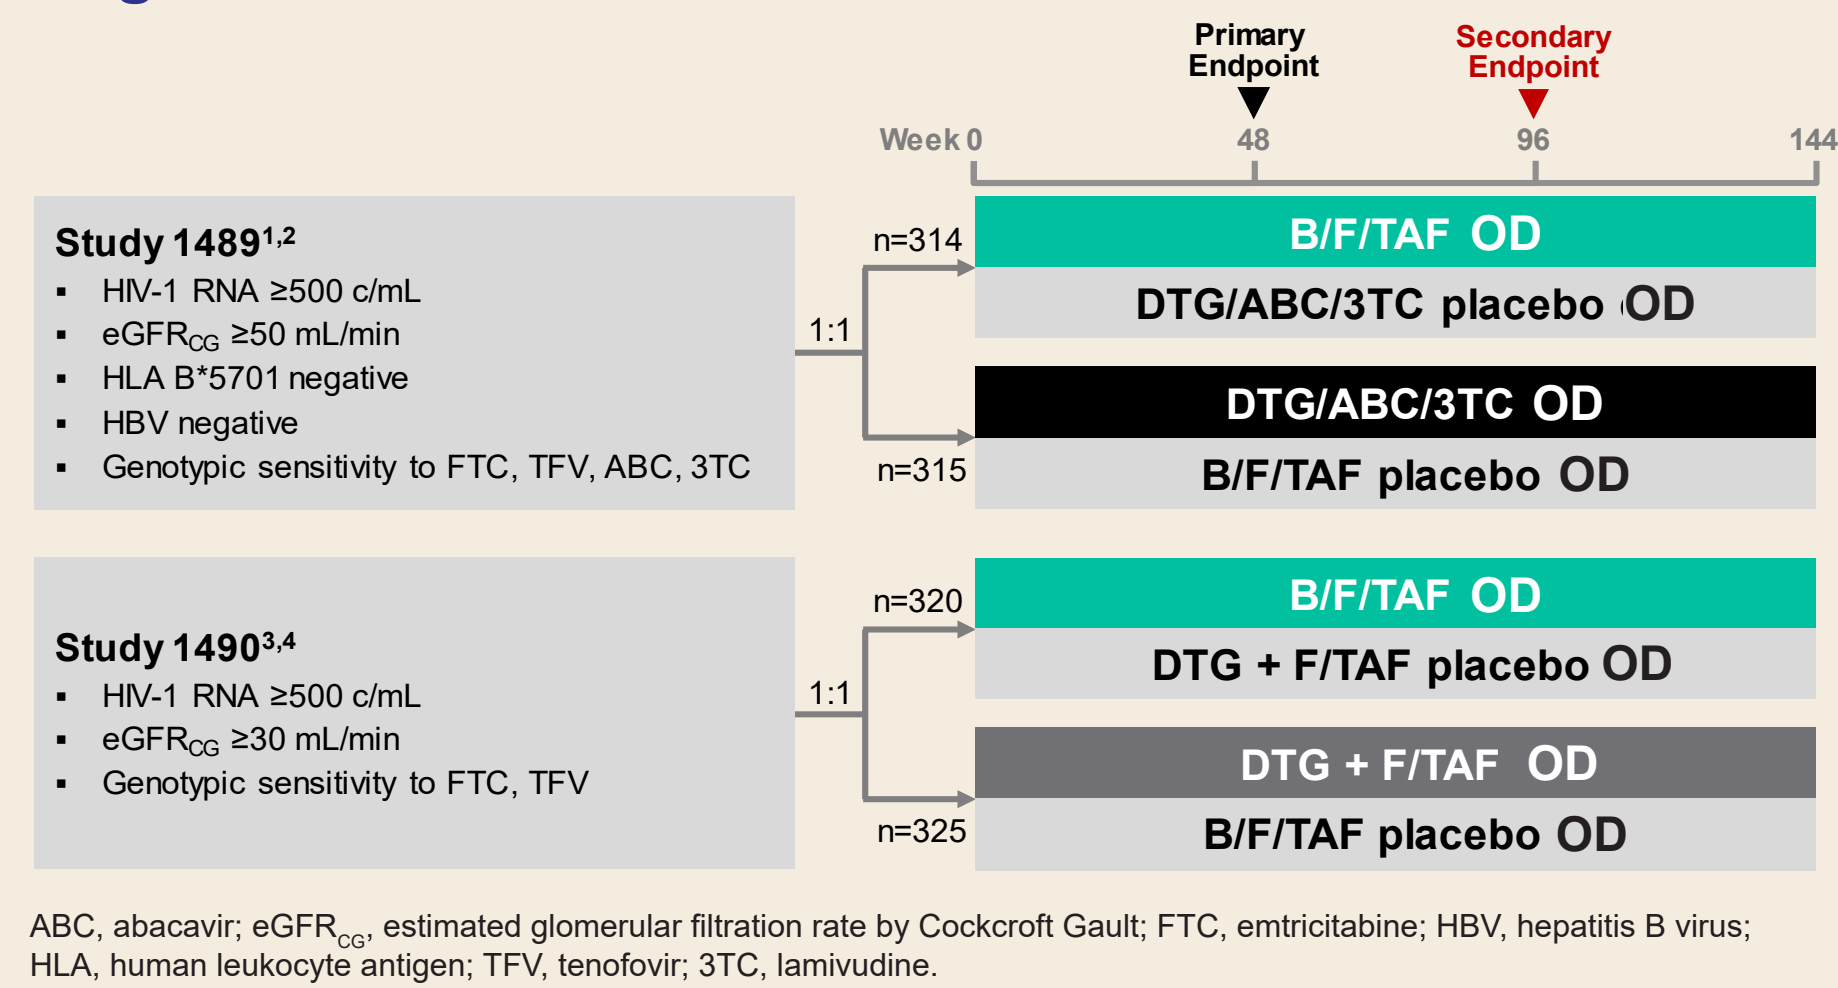 Primary
Endpoint
Secondary
Endpoint
Week 0
48
96
144
Study 1489¹,²
▪ HIV-1 RNA ≥500 c/mL
▪ eGFRCG ≥50 mL/min
▪ HLA B*5701 negative
▪ HBV negative
▪ Genotypic sensitivity to FTC, TFV, ABC, 3TC
1:1
n=314
n=315
B/F/TAF OD
DTG/ABC/3TC placebo OD
DTG/ABC/3TC OD
B/F/TAF placebo OD
Study 1490³,⁴
▪ HIV-1 RNA ≥500 c/mL
▪ eGFRCG ≥30 mL/min
▪ Genotypic sensitivity to FTC, TFV
1:1
n=320
n=325
B/F/TAF OD
DTG + F/TAF placebo OD
DTG + F/TAF OD
B/F/TAF placebo OD
ABC, abacavir; eGFRCG, estimated glomerular filtration rate by Cockcroft Gault; FTC, emtricitabine; HBV, hepatitis B virus;
HLA, human leukocyte antigen; TFV, tenofovir; 3TC, lamivudine.